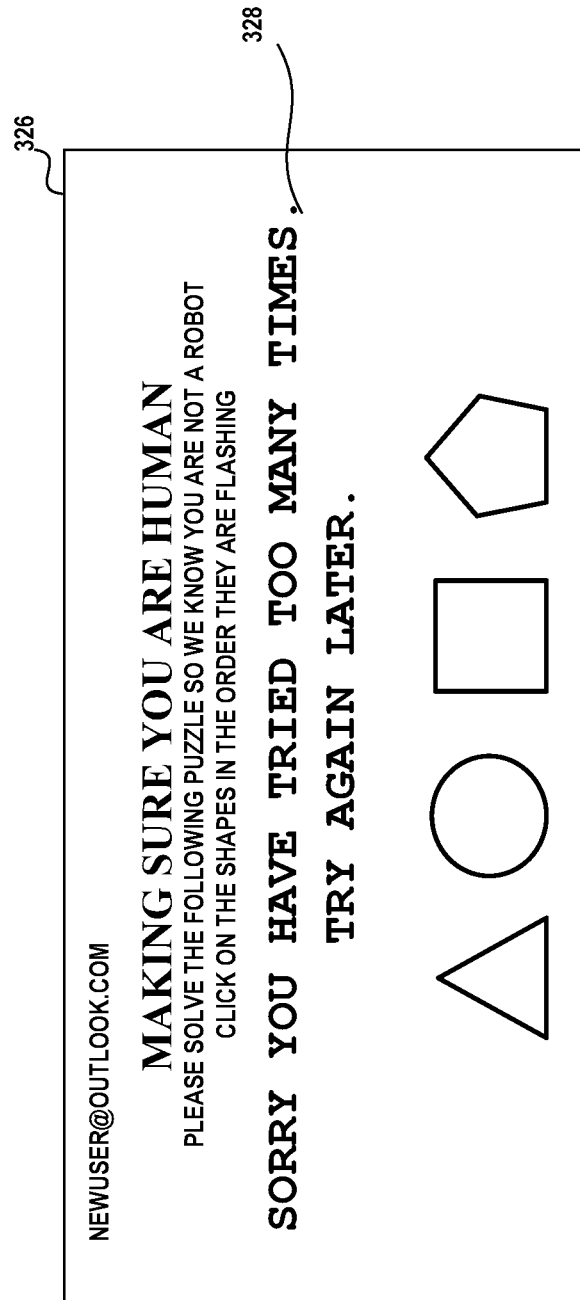 326
NEWUSER@OUTLOOK.COM
MAKING SURE YOU ARE HUMAN
PLEASE SOLVE THE FOLLOWING PUZZLE SO WE KNOW YOU ARE NOT A ROBOT
CLICK ON THE SHAPES IN THE ORDER THEY ARE FLASHING
SORRY YOU HAVE TRIED TOO MANY TIMES.
TRY AGAIN LATER.
328